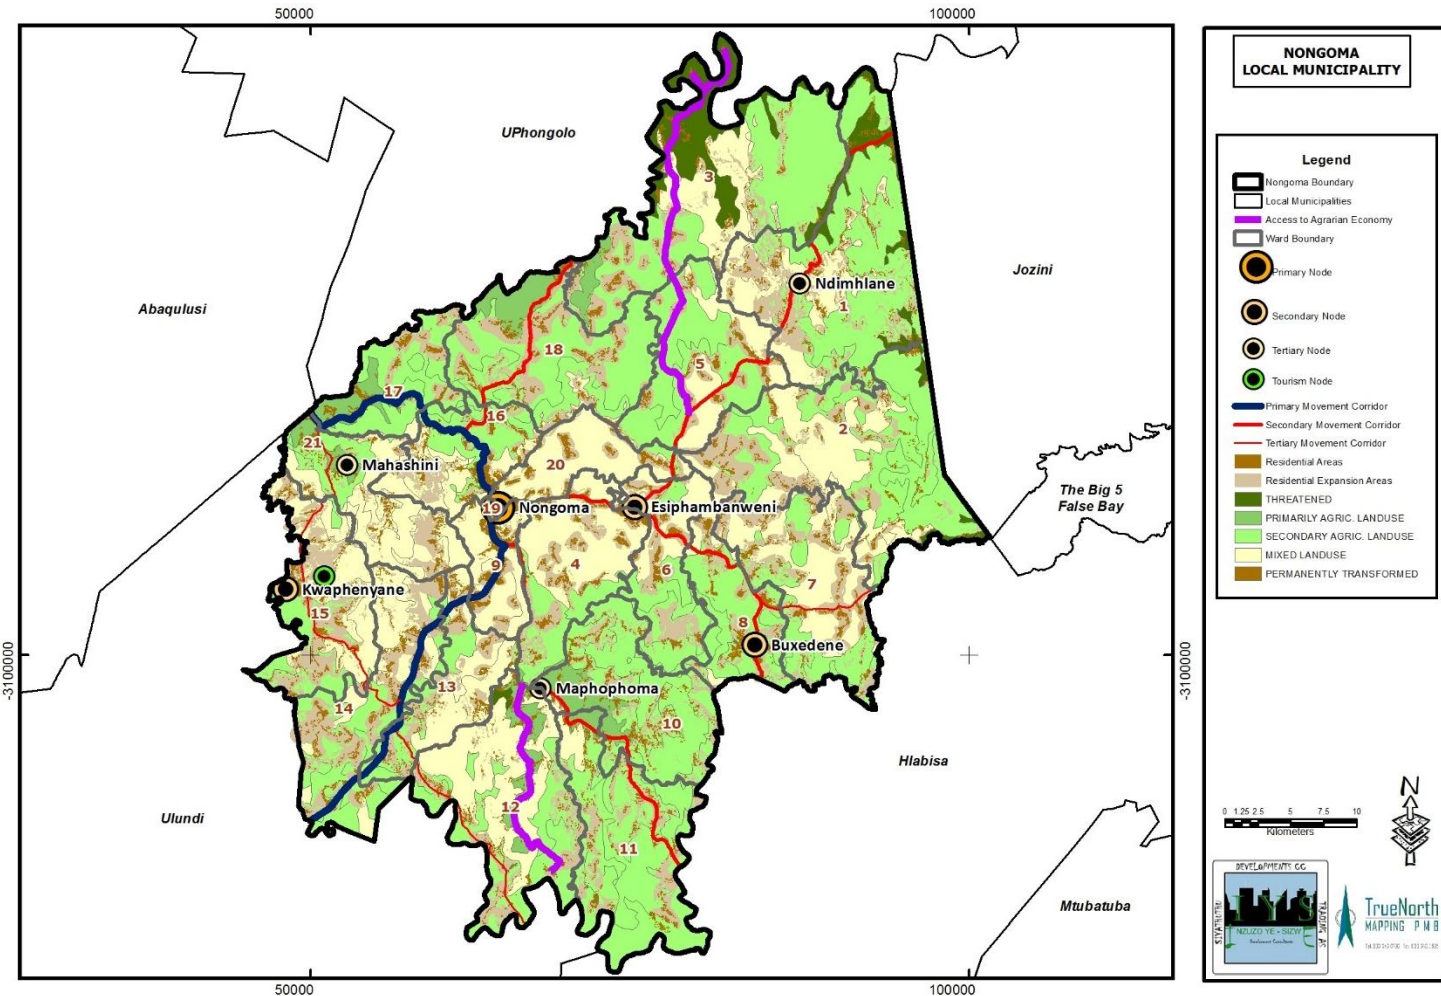 50000
100000
NONGOMA
LOCAL MUNICIPALITY
UPhongolo
Abaqulusi
Jozini
The Big 5
False Bay
Hlabisa
Mtubatuba
Ulundi
-3100000
-3100000
3
Ndimhlane
1
18
5
17
16
2
21
Mahashini
20
19
Nongoma
Esiphambanweni
9
4
6
7
Kwaphenyane
15
8
Buxedene
13
Maphophoma
14
10
12
11
50000
100000
Legend
Nongoma Boundary
Local Municipalities
Access to Agrarian Economy
Ward Boundary
Primary Node
Secondary Node
Tertiary Node
Tourism Node
Primary Movement Corridor
Secondary Movement Corridor
Tertiary Movement Corridor
Residential Areas
Residential Expansion Areas
THREATENED
PRIMARILY AGRIC. LANDUSE
SECONDARY AGRIC. LANDUSE
MIXED LANDUSE
PERMANENTLY TRANSFORMED
N
0 1.25 2.5 5 7.5 10
Kilometers
DEVELOPMENTS CC
NZUZO YE - SIZWE
TrueNorth
MAPPING PMB